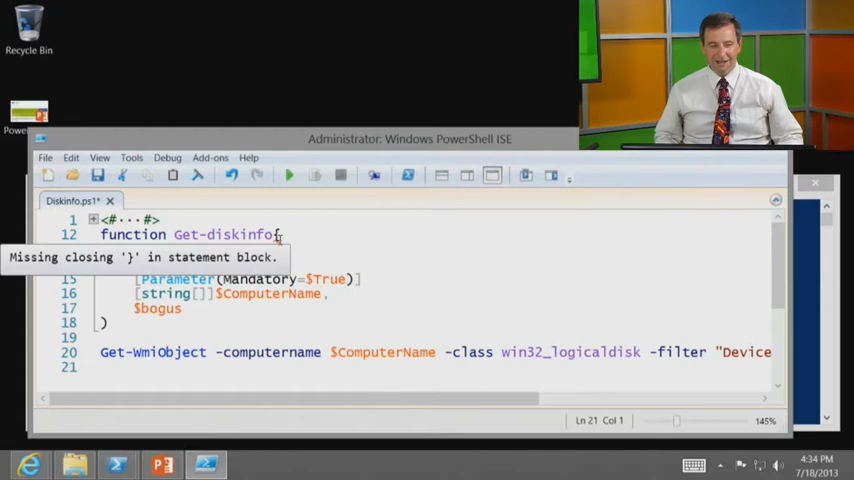 Recycle Bin
Power
Administrator: Windows PowerShell ISE
File Edit View Tools Debug Add-ons Help
Diskinfo.ps1* X
1 <#···#>
12 function Get-diskinfo{
Missing closing '}' in statement block.
15 [Parameter(Mandatory=$True)]
16 [string[]]$ComputerName,
17 $bogus
18 )
19
20 Get-WmiObject -computername $ComputerName -class win32_logicaldisk -filter "Device
21
Ln 21 Col 1 145%
4:34 PM
7/18/2013